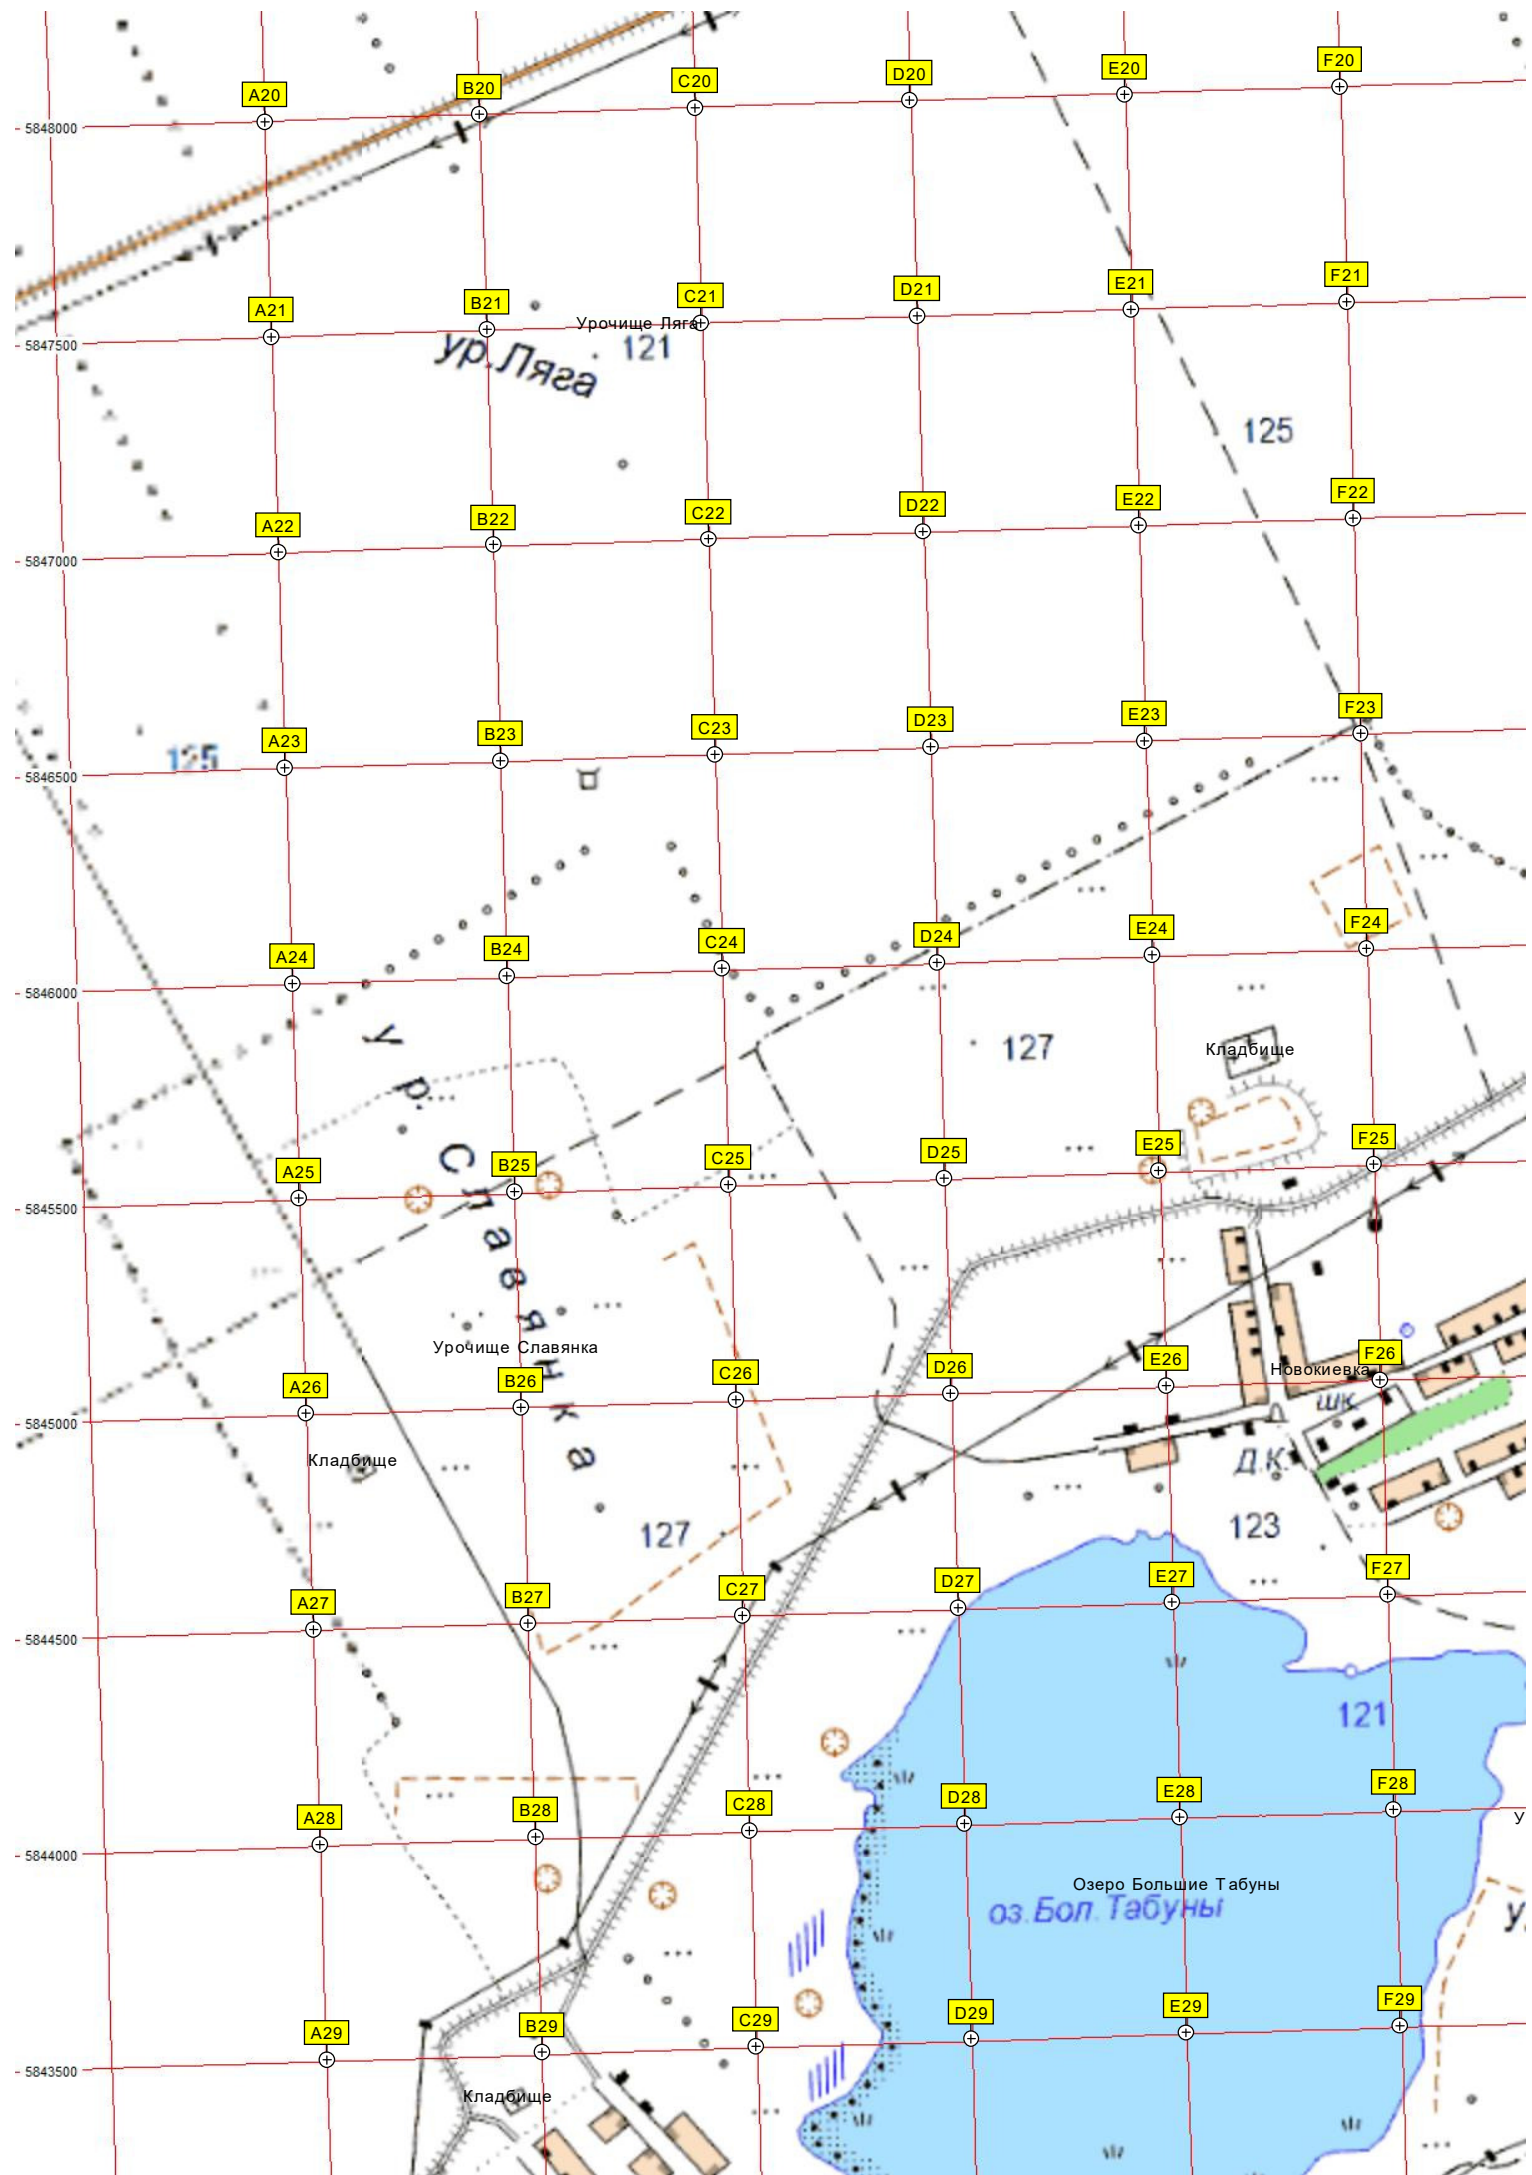 F20
E20
D20
C20
B20
A20
5848000
F21
E21
D21
C21
B21
A21
Урочище Ляга
5847500
ур.Ляга
121
125
F22
E22
D22
C22
B22
A22
5847000
F23
E23
D23
C23
B23
A23
125
5846500
F24
E24
D24
C24
B24
A24
5846000
ур. Славянка
127
Кладбище
F25
E25
D25
C25
B25
A25
5845500
Урочище Славянка
F26
E26
D26
C26
B26
A26
Новокиевка
шк.
5845000
Кладбище
Д.К.
127
123
F27
E27
D27
C27
B27
A27
5844500
121
F28
E28
D28
C28
B28
A28
У
5844000
Озеро Большие Табуны
оз.Бол.Табуны
у
F29
E29
D29
C29
B29
A29
5843500
Кладбище